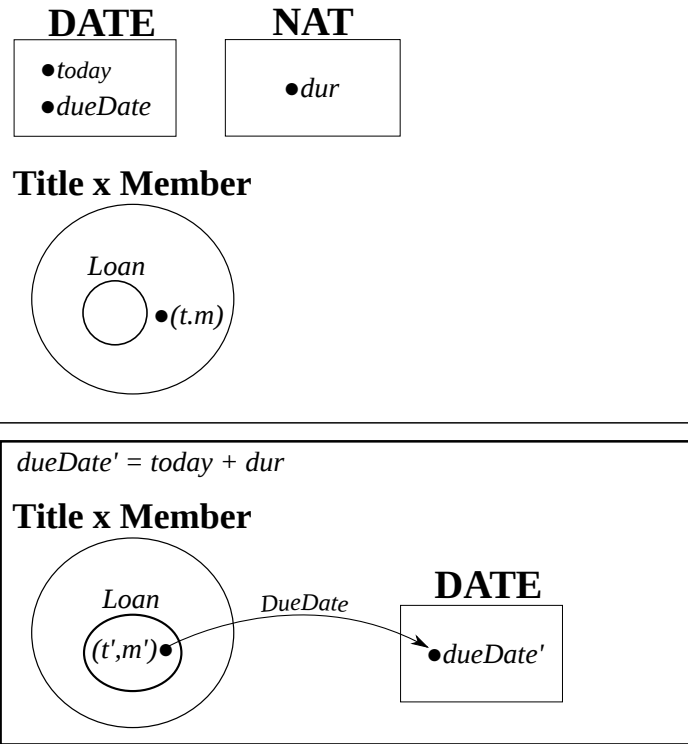 DATE
NAT
today
dueDate
dur
Title x Member
Loan
(t.m)
dueDate' = today + dur
Title x Member
Loan
DueDate
DATE
(t',m')
dueDate'